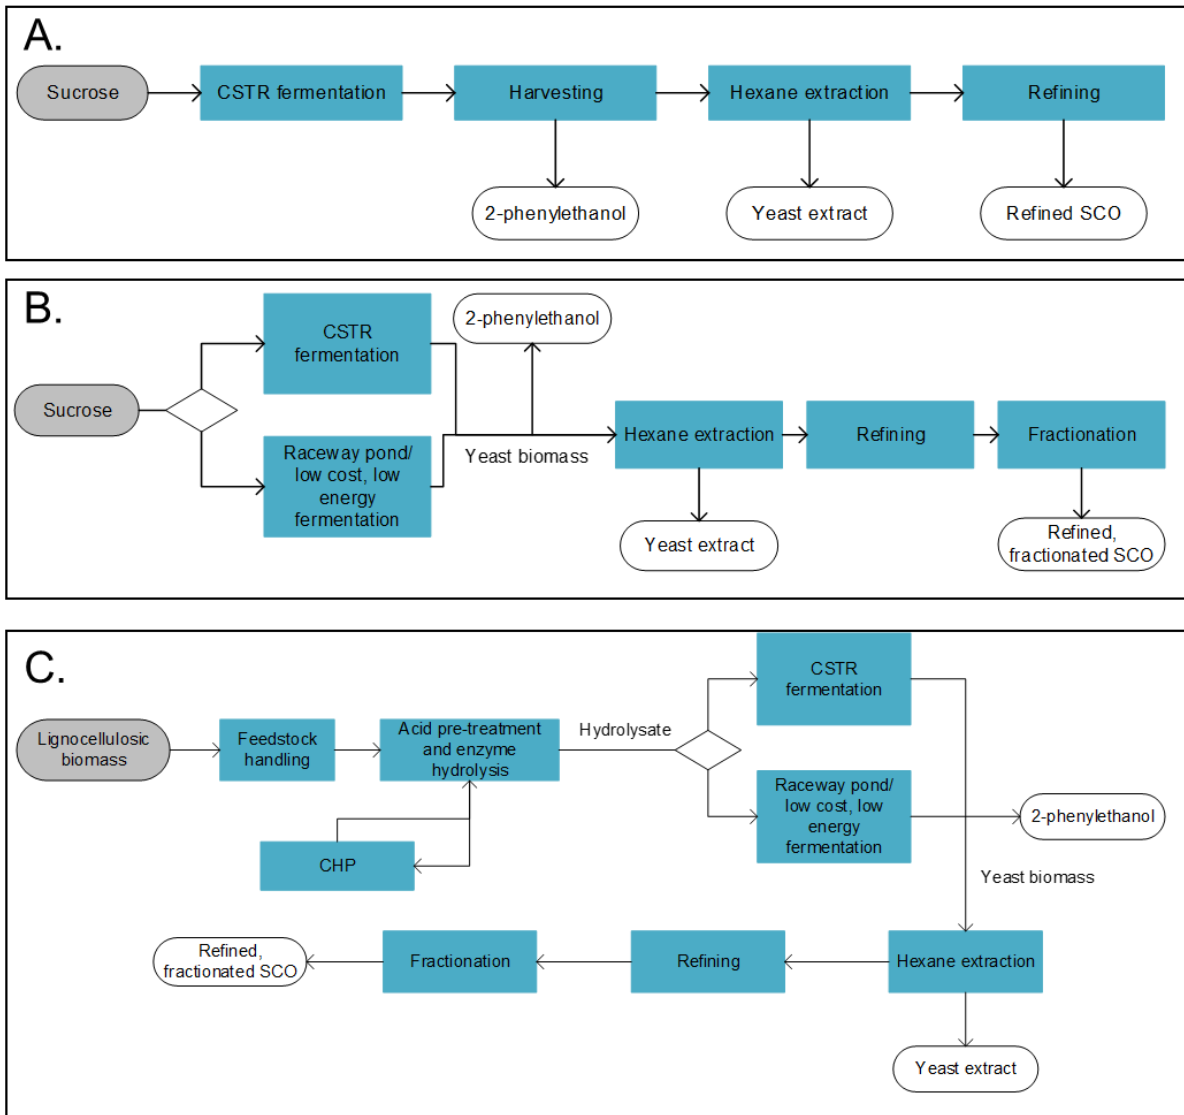 A.
Sucrose
CSTR fermentation
Harvesting
Hexane extraction
Refining
2-phenylethanol
Yeast extract
Refined SCO
B.
Sucrose
CSTR
fermentation
Raceway pond/
low cost, low
energy
fermentation
2-phenylethanol
Yeast biomass
Hexane extraction
Refining
Fractionation
Yeast extract
Refined,
fractionated SCO
C.
Lignocellulosic
biomass
Feedstock
handling
Acid pre-treatment
and enzyme
hydrolysis
CHP
Hydrolysate
CSTR
fermentation
Raceway pond/
low cost, low
energy
fermentation
2-phenylethanol
Yeast biomass
Refined,
fractionated SCO
Fractionation
Refining
Hexane extraction
Yeast extract